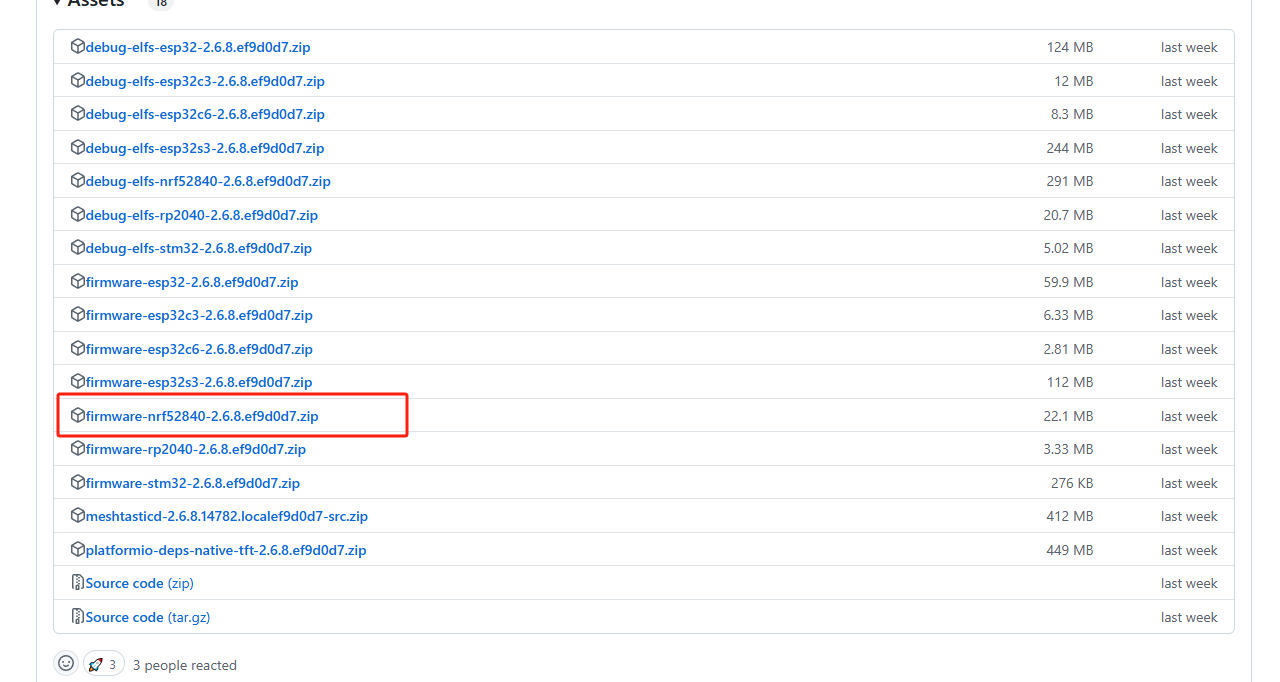 Assets 18
debug-elfs-esp32-2.6.8.ef9d0d7.zip 124 MB last week
debug-elfs-esp32c3-2.6.8.ef9d0d7.zip 12 MB last week
debug-elfs-esp32c6-2.6.8.ef9d0d7.zip 8.3 MB last week
debug-elfs-esp32s3-2.6.8.ef9d0d7.zip 244 MB last week
debug-elfs-nrf52840-2.6.8.ef9d0d7.zip 291 MB last week
debug-elfs-rp2040-2.6.8.ef9d0d7.zip 20.7 MB last week
debug-elfs-stm32-2.6.8.ef9d0d7.zip 5.02 MB last week
firmware-esp32-2.6.8.ef9d0d7.zip 59.9 MB last week
firmware-esp32c3-2.6.8.ef9d0d7.zip 6.33 MB last week
firmware-esp32c6-2.6.8.ef9d0d7.zip 2.81 MB last week
firmware-esp32s3-2.6.8.ef9d0d7.zip 112 MB last week
firmware-nrf52840-2.6.8.ef9d0d7.zip 22.1 MB last week
firmware-rp2040-2.6.8.ef9d0d7.zip 3.33 MB last week
firmware-stm32-2.6.8.ef9d0d7.zip 276 KB last week
meshtasticd-2.6.8.14782.localef9d0d7-src.zip 412 MB last week
platformio-deps-native-tft-2.6.8.ef9d0d7.zip 449 MB last week
Source code (zip) last week
Source code (tar.gz) last week
3 3 people reacted